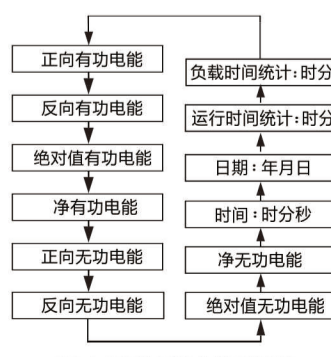 正向有功电能
反向有功电能
绝对值有功电能
净有功电能
正向无功电能
反向无功电能
绝对值无功电能
净无功电能
时间：时分秒
日期：年月日
运行时间统计：时分
负载时间统计：时分